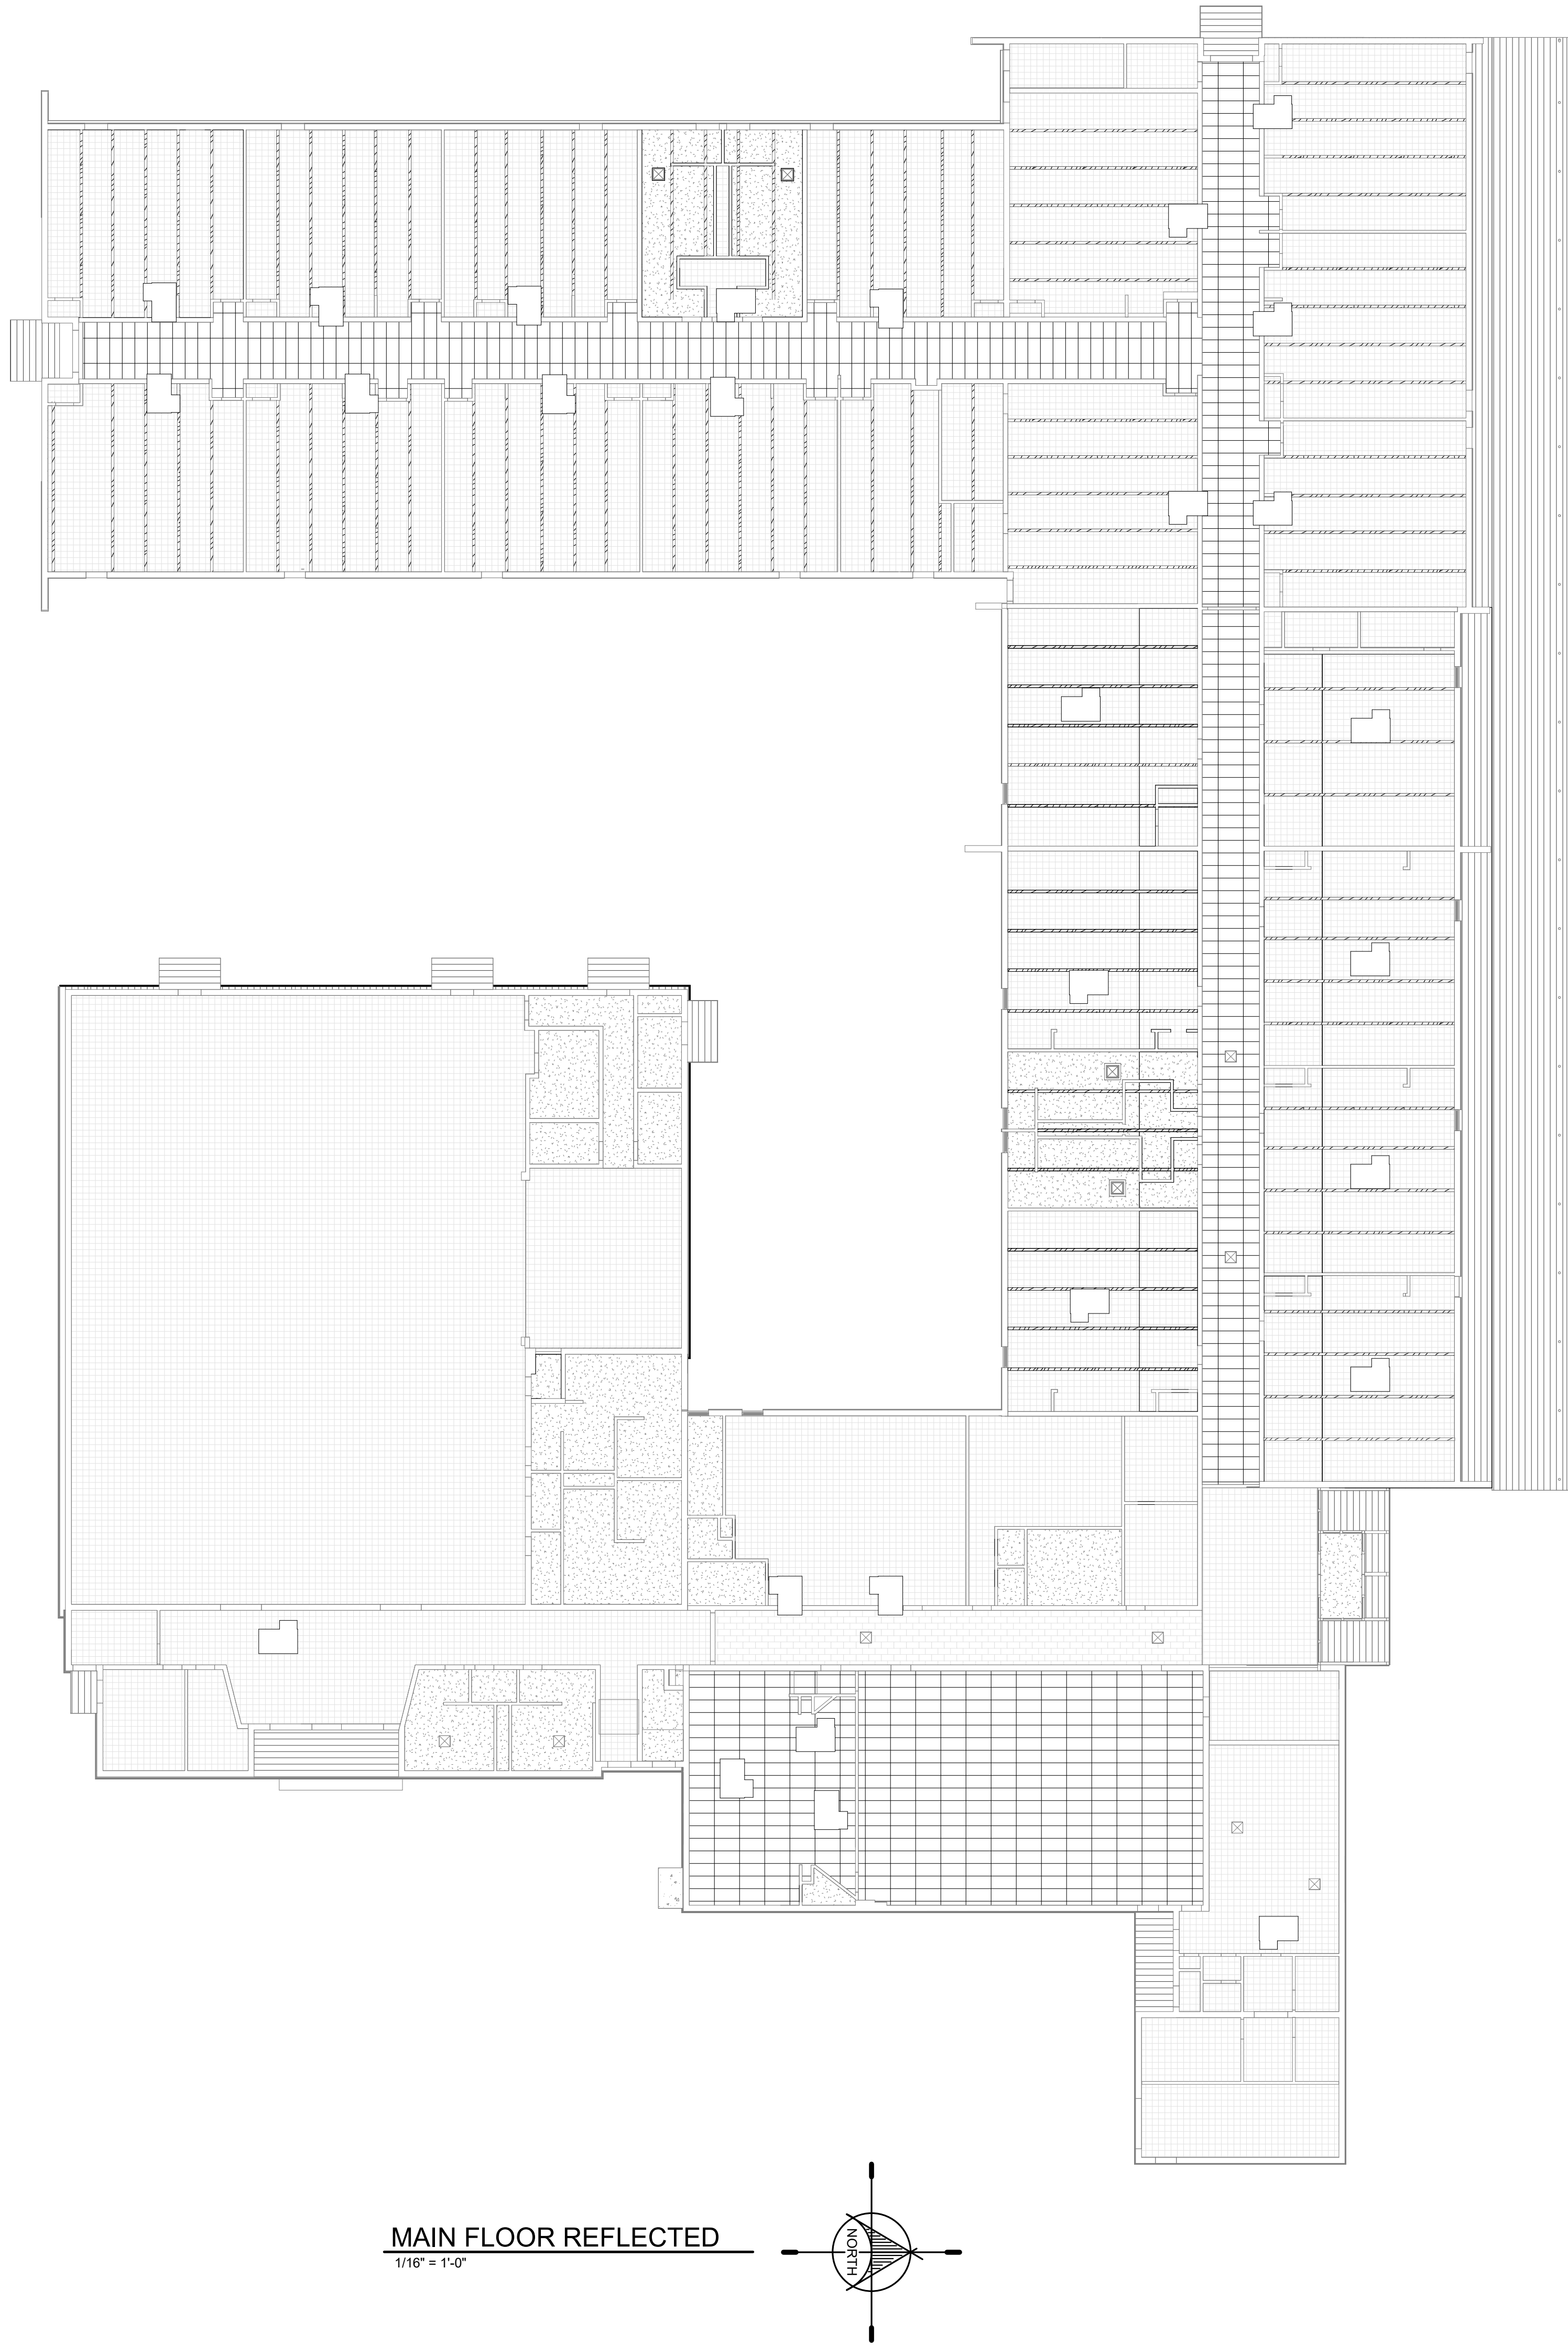 MAIN FLOOR REFLECTED
1/16" = 1'-0"
NORTH